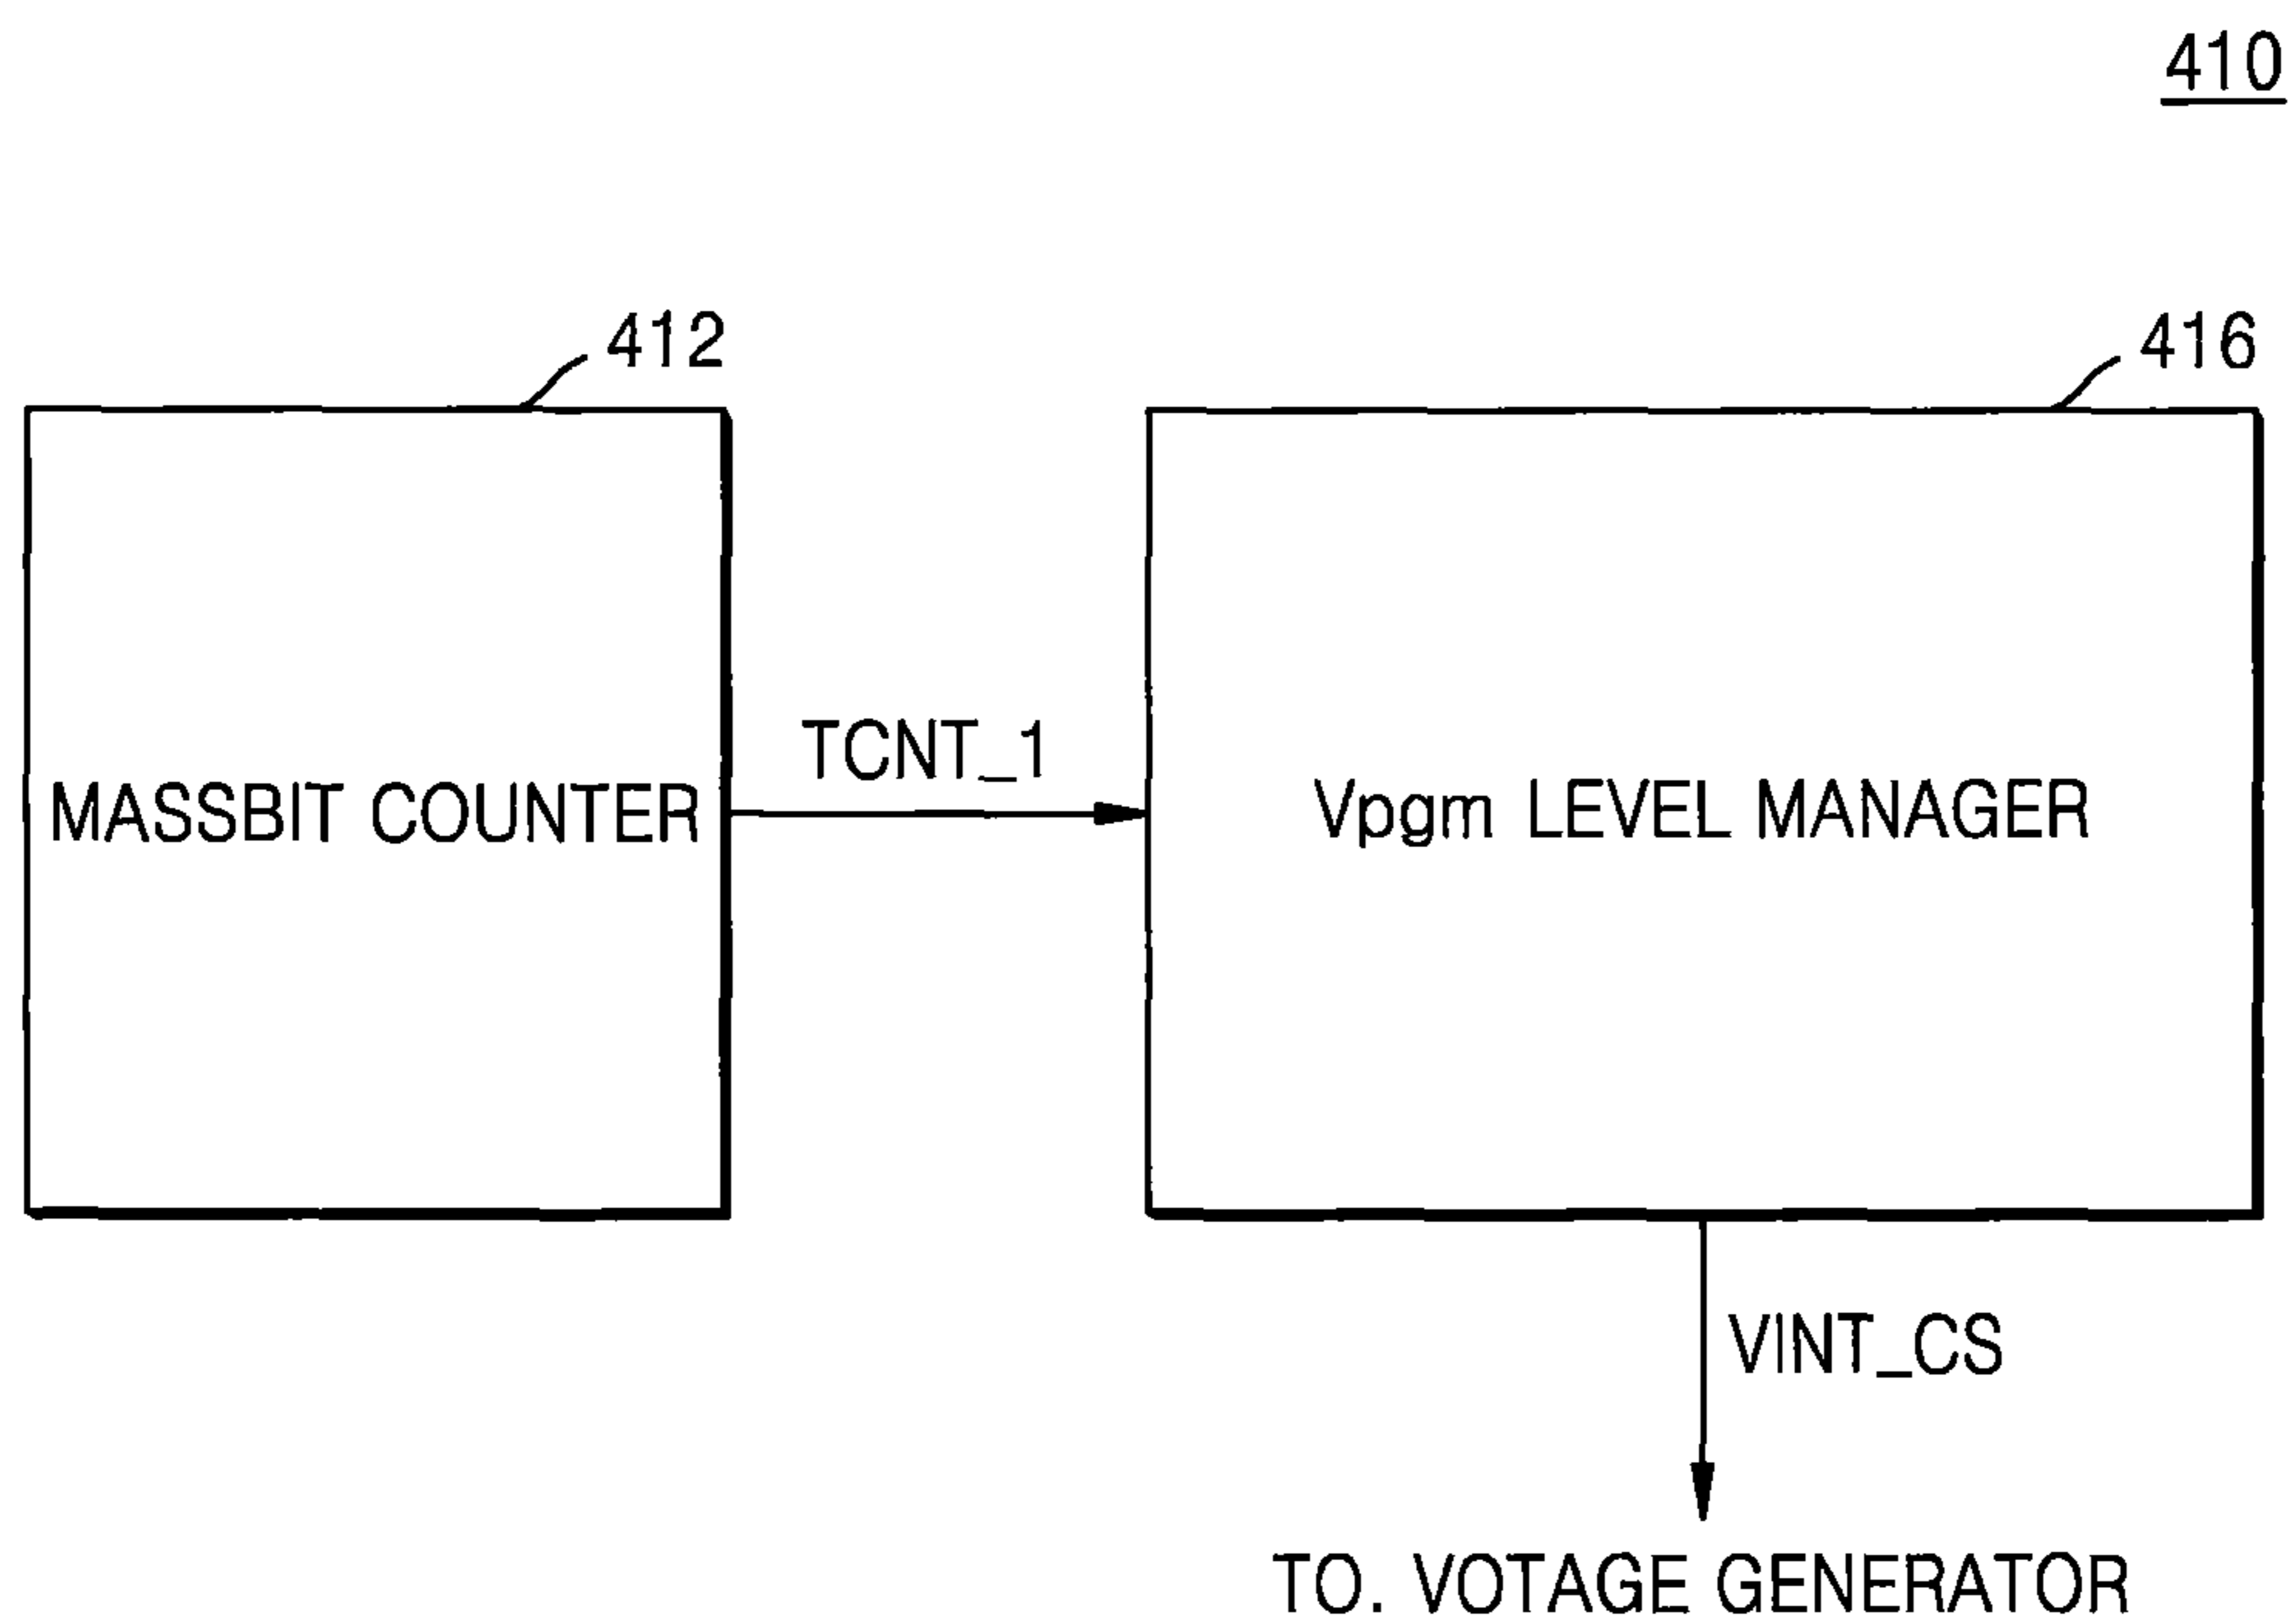 410
412
416
TCNT_1
MASSBIT COUNTER
Vpgm LEVEL MANAGER
VINT_CS
TO. VOTAGE GENERATOR